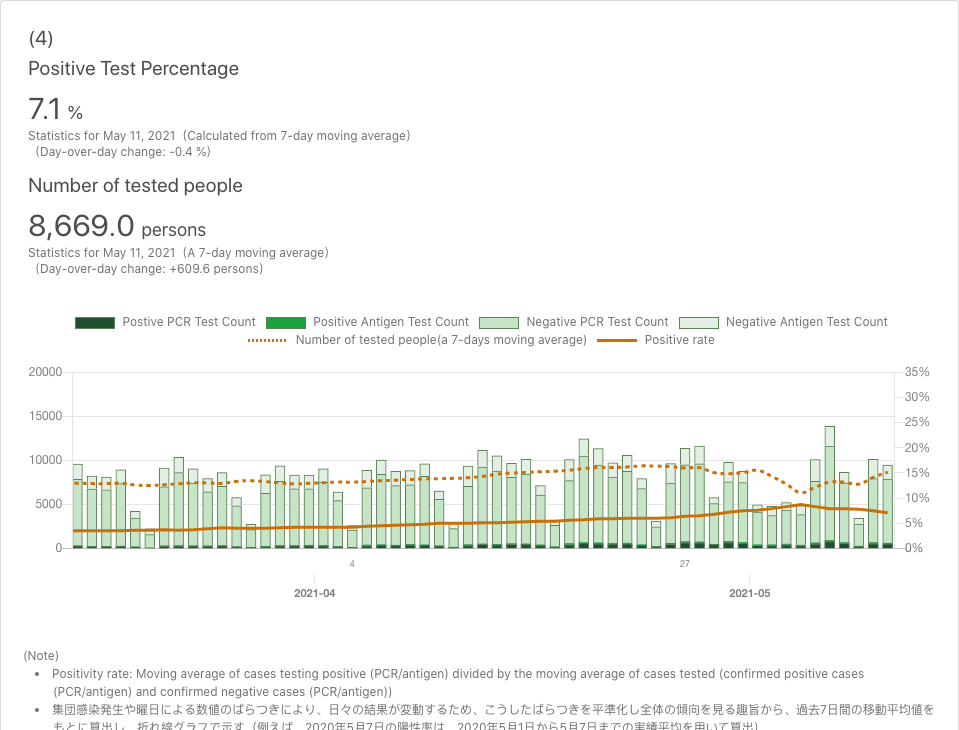 (4)
Positive Test Percentage
7.1 %
Statistics for May 11, 2021 (Calculated from 7-day moving average)
(Day-over-day change: -0.4 %)
Number of tested people
8,669.0 persons
Statistics for May 11, 2021 (A 7-day moving average)
(Day-over-day change: +609.6 persons)
Postive PCR Test Count Positive Antigen Test Count Negative PCR Test Count Negative Antigen Test Count
Number of tested people(a 7-days moving average) Positive rate
20000 35%
30%
15000 25%
20%
10000 15%
10%
5000 5%
0 0%
4 27
2021-04 2021-05
(Note)
• Positivity rate: Moving average of cases testing positive (PCR/antigen) divided by the moving average of cases tested (confirmed positive cases
(PCR/antigen) and confirmed negative cases (PCR/antigen))
• 集団感染発生や曜日による数値のばらつきにより、日々の結果が変動するため、こうしたばらつきを平準化し全体の傾向を見る趣旨から、過去7日間の移動平均値を
もとに算出し、折れ線グラフで示す（例えば、2020年5月7日の陽性率は、2020年5月1日から5月7日までの実績平均を用いて算出）